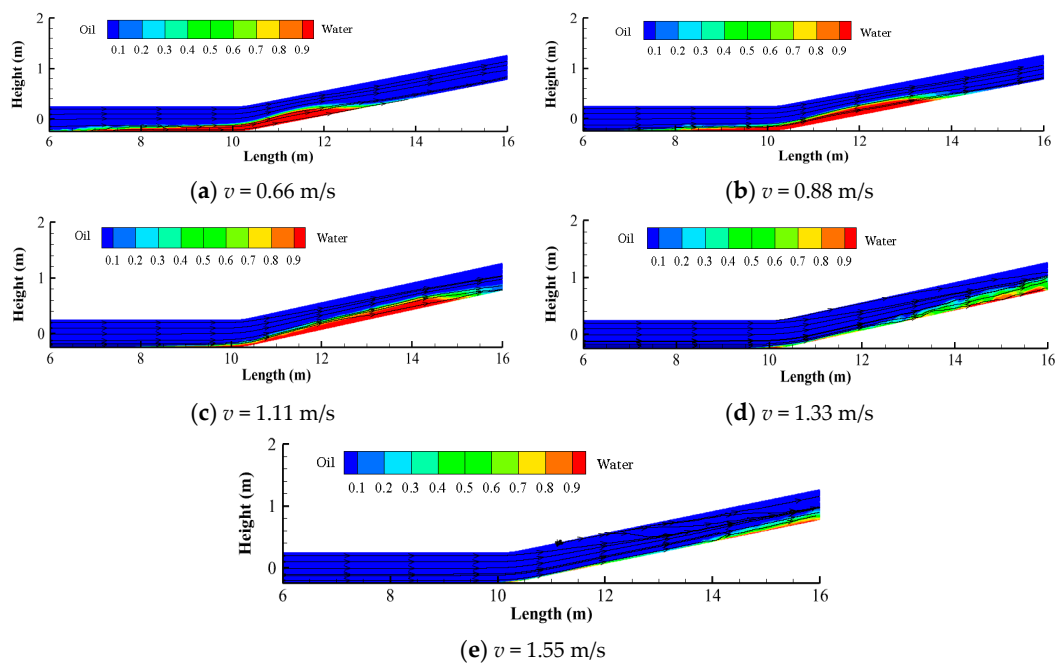 2
Oil
Water
0.1 0.2 0.3 0.4 0.5 0.6 0.7 0.8 0.9
1
0
Height (m)
6 8 10 12 14 16
Length (m)
(a) v = 0.66 m/s
2
Oil
Water
0.1 0.2 0.3 0.4 0.5 0.6 0.7 0.8 0.9
1
0
Height (m)
6 8 10 12 14 16
Length (m)
(b) v = 0.88 m/s
2
Oil
Water
0.1 0.2 0.3 0.4 0.5 0.6 0.7 0.8 0.9
1
0
Height (m)
6 8 10 12 14 16
Length (m)
(c) v = 1.11 m/s
2
Oil
Water
0.1 0.2 0.3 0.4 0.5 0.6 0.7 0.8 0.9
1
0
Height (m)
6 8 10 12 14 16
Length (m)
(d) v = 1.33 m/s
2
Oil
Water
0.1 0.2 0.3 0.4 0.5 0.6 0.7 0.8 0.9
1
0
Height (m)
6 8 10 12 14 16
Length (m)
(e) v = 1.55 m/s